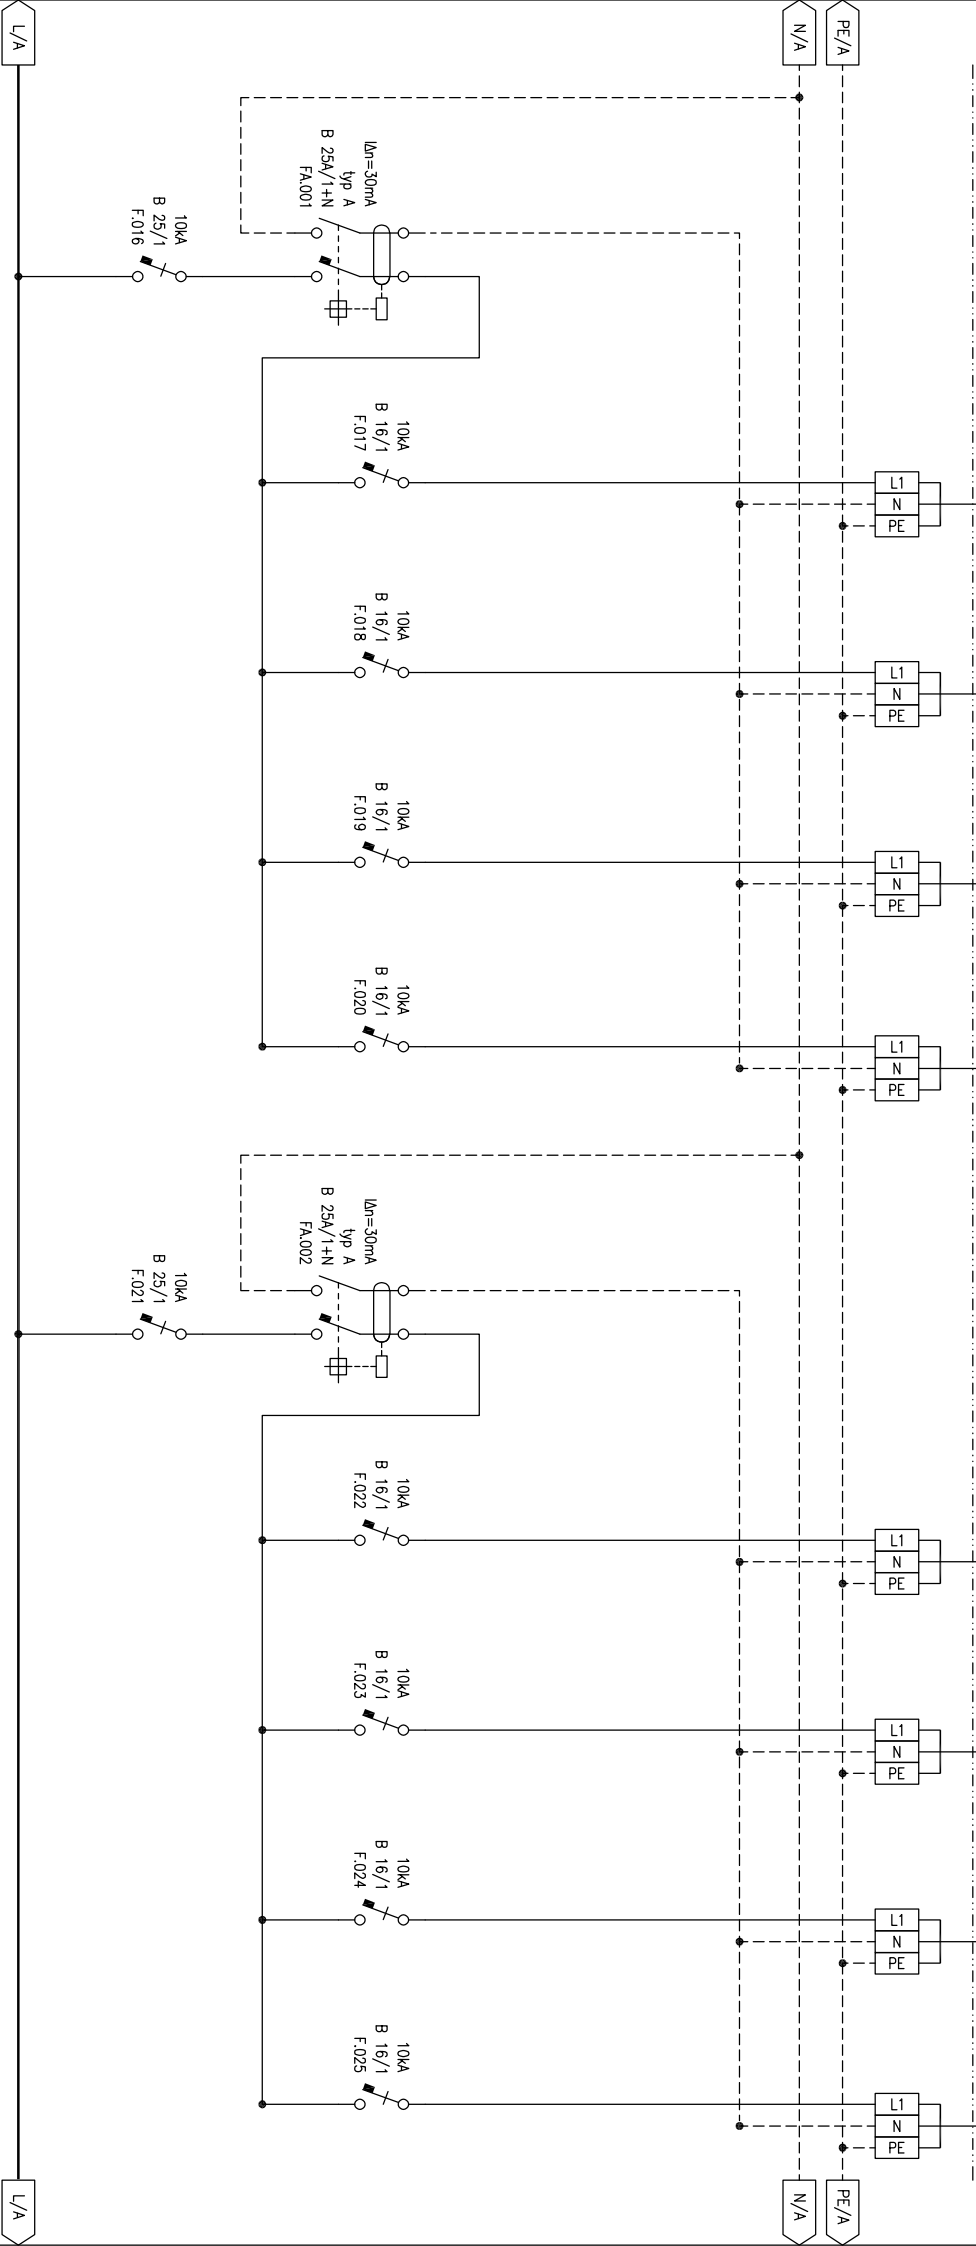 L/A
N/A
PE/A
IΔn=30mA
typ A
B 25A/1+N
FA.001
10kA
B 25/1
F.016
10kA
B 16/1
F.017
L1
N
PE
10kA
B 16/1
F.018
L1
N
PE
10kA
B 16/1
F.019
L1
N
PE
10kA
B 16/1
F.020
L1
N
PE
IΔn=30mA
typ A
B 25A/1+N
FA.002
10kA
B 25/1
F.021
10kA
B 16/1
F.022
L1
N
PE
10kA
B 16/1
F.023
L1
N
PE
10kA
B 16/1
F.024
L1
N
PE
10kA
B 16/1
F.025
L1
N
PE
L/A
N/A
PE/A